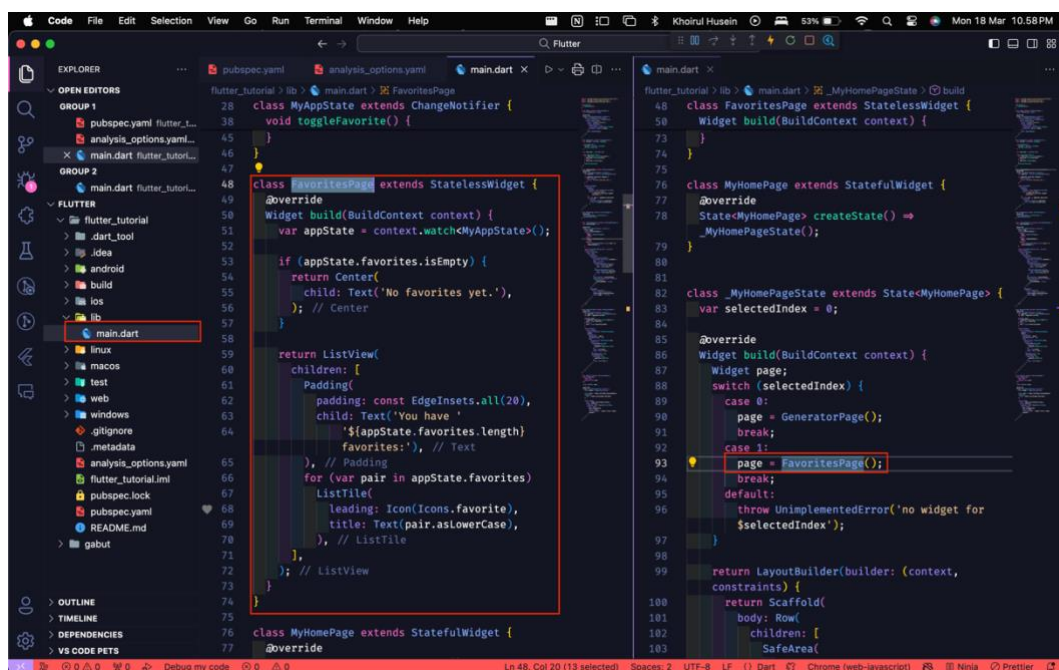 Code File Edit Selection View Go Run Terminal Window Help
Khoirul Husein 53% Mon 18 Mar 10.58 PM
Flutter
EXPLORER
OPEN EDITORS
GROUP 1
pubspec.yaml flutter_t...
analysis_options.yaml...
main.dart flutter_tutori...
GROUP 2
main.dart flutter_tutori...
FLUTTER
flutter_tutorial
.dart_tool
.idea
android
build
ios
lib
main.dart
linux
macos
test
web
windows
.gitignore
.metadata
analysis_options.yaml
flutter_tutorial.iml
pubspec.lock
pubspec.yaml
README.md
gabut
OUTLINE
TIMELINE
DEPENDENCIES
VS CODE PETS
pubspec.yaml analysis_options.yaml main.dart
flutter_tutorial > lib > main.dart > FavoritesPage
28 class MyAppState extends ChangeNotifier {
38 void toggleFavorite() {
45 }
46 }
47
48 class FavoritesPage extends StatelessWidget {
49 @override
50 Widget build(BuildContext context) {
51 var appState = context.watch<MyAppState>();
52
53 if (appState.favorites.isEmpty) {
54 return Center(
55 child: Text('No favorites yet.'),
56 ); // Center
57 }
58
59 return ListView(
60 children: [
61 Padding(
62 padding: const EdgeInsets.all(20),
63 child: Text('You have '
64 '${appState.favorites.length}
favorites:'), // Text
65 ), // Padding
66 for (var pair in appState.favorites)
67 ListTile(
68 leading: Icon(Icons.favorite),
69 title: Text(pair.asLowerCase),
70 ), // ListTile
71 ],
72 ); // ListView
73 }
74 }
75
76 class MyHomePage extends StatefulWidget {
77 @override
main.dart
flutter_tutorial > lib > main.dart > _MyHomePageState > build
48 class FavoritesPage extends StatelessWidget {
50 Widget build(BuildContext context) {
73 }
74 }
75
76 class MyHomePage extends StatefulWidget {
77 @override
78 State<MyHomePage> createState() ⇒
_MyHomePageState();
79 }
80
81
82 class _MyHomePageState extends State<MyHomePage> {
83 var selectedIndex = 0;
84
85 @override
86 Widget build(BuildContext context) {
87 Widget page;
88 switch (selectedIndex) {
89 case 0:
90 page = GeneratorPage();
91 break;
92 case 1:
93 page = FavoritesPage();
94 break;
95 default:
96 throw UnimplementedError('no widget for
$selectedIndex');
97 }
98
99 return LayoutBuilder(builder: (context,
constraints) {
100 return Scaffold(
101 body: Row(
102 children: [
103 SafeArea(
0 0 0 Debug my code 0 0 Ln 48, Col 20 (13 selected) Spaces: 2 UTF-8 LF {} Dart Chrome (web-javascript) Ninja Prettier